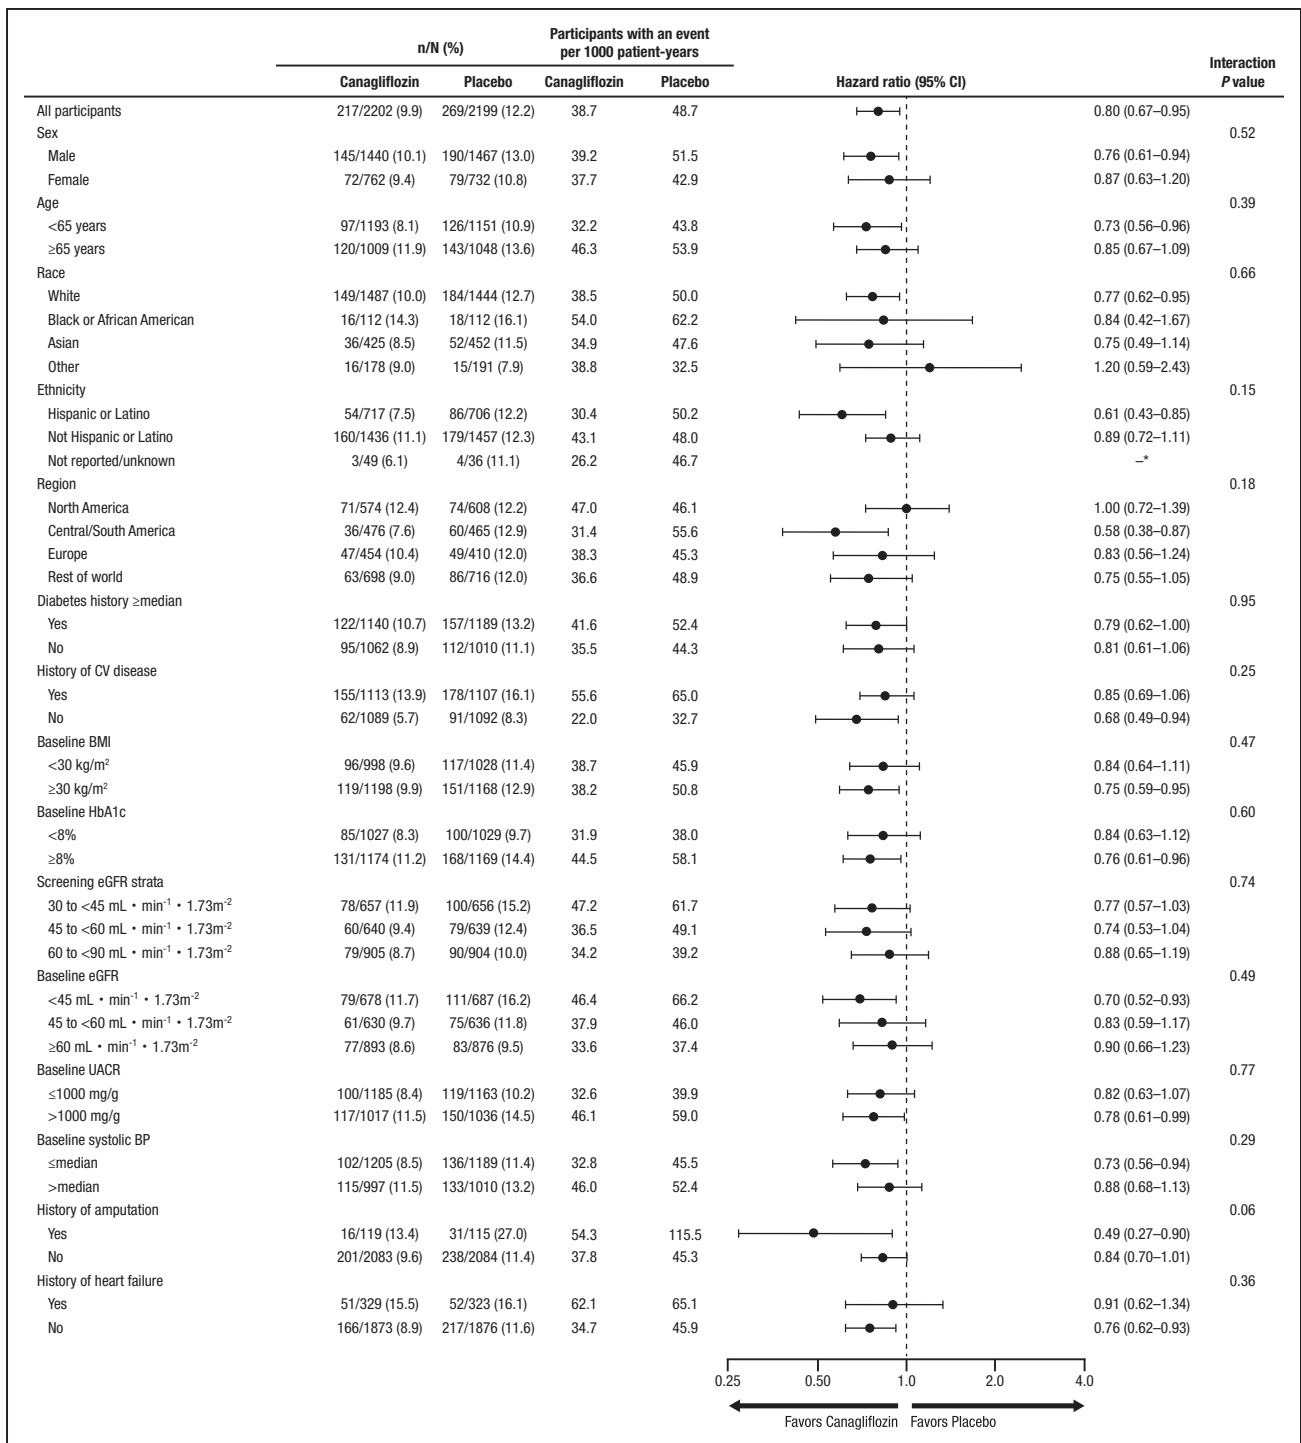 n/N (%) Participants with an event per 1000 patient-years
Canagliflozin Placebo Canagliflozin Placebo Hazard ratio (95% CI) Interaction P value
All participants 217/2202 (9.9) 269/2199 (12.2) 38.7 48.7 0.80 (0.67–0.95)
Sex 0.52
Male 145/1440 (10.1) 190/1467 (13.0) 39.2 51.5 0.76 (0.61–0.94)
Female 72/762 (9.4) 79/732 (10.8) 37.7 42.9 0.87 (0.63–1.20)
Age 0.39
<65 years 97/1193 (8.1) 126/1151 (10.9) 32.2 43.8 0.73 (0.56–0.96)
≥65 years 120/1009 (11.9) 143/1048 (13.6) 46.3 53.9 0.85 (0.67–1.09)
Race 0.66
White 149/1487 (10.0) 184/1444 (12.7) 38.5 50.0 0.77 (0.62–0.95)
Black or African American 16/112 (14.3) 18/112 (16.1) 54.0 62.2 0.84 (0.42–1.67)
Asian 36/425 (8.5) 52/452 (11.5) 34.9 47.6 0.75 (0.49–1.14)
Other 16/178 (9.0) 15/191 (7.9) 38.8 32.5 1.20 (0.59–2.43)
Ethnicity 0.15
Hispanic or Latino 54/717 (7.5) 86/706 (12.2) 30.4 50.2 0.61 (0.43–0.85)
Not Hispanic or Latino 160/1436 (11.1) 179/1457 (12.3) 43.1 48.0 0.89 (0.72–1.11)
Not reported/unknown 3/49 (6.1) 4/36 (11.1) 26.2 46.7 –*
Region 0.18
North America 71/574 (12.4) 74/608 (12.2) 47.0 46.1 1.00 (0.72–1.39)
Central/South America 36/476 (7.6) 60/465 (12.9) 31.4 55.6 0.58 (0.38–0.87)
Europe 47/454 (10.4) 49/410 (12.0) 38.3 45.3 0.83 (0.56–1.24)
Rest of world 63/698 (9.0) 86/716 (12.0) 36.6 48.9 0.75 (0.55–1.05)
Diabetes history ≥median 0.95
Yes 122/1140 (10.7) 157/1189 (13.2) 41.6 52.4 0.79 (0.62–1.00)
No 95/1062 (8.9) 112/1010 (11.1) 35.5 44.3 0.81 (0.61–1.06)
History of CV disease 0.25
Yes 155/1113 (13.9) 178/1107 (16.1) 55.6 65.0 0.85 (0.69–1.06)
No 62/1089 (5.7) 91/1092 (8.3) 22.0 32.7 0.68 (0.49–0.94)
Baseline BMI 0.47
<30 kg/m² 96/998 (9.6) 117/1028 (11.4) 38.7 45.9 0.84 (0.64–1.11)
≥30 kg/m² 119/1198 (9.9) 151/1168 (12.9) 38.2 50.8 0.75 (0.59–0.95)
Baseline HbA1c 0.60
<8% 85/1027 (8.3) 100/1029 (9.7) 31.9 38.0 0.84 (0.63–1.12)
≥8% 131/1174 (11.2) 168/1169 (14.4) 44.5 58.1 0.76 (0.61–0.96)
Screening eGFR strata 0.74
30 to <45 mL • min⁻¹ • 1.73m⁻² 78/657 (11.9) 100/656 (15.2) 47.2 61.7 0.77 (0.57–1.03)
45 to <60 mL • min⁻¹ • 1.73m⁻² 60/640 (9.4) 79/639 (12.4) 36.5 49.1 0.74 (0.53–1.04)
60 to <90 mL • min⁻¹ • 1.73m⁻² 79/905 (8.7) 90/904 (10.0) 34.2 39.2 0.88 (0.65–1.19)
Baseline eGFR 0.49
<45 mL • min⁻¹ • 1.73m⁻² 79/678 (11.7) 111/687 (16.2) 46.4 66.2 0.70 (0.52–0.93)
45 to <60 mL • min⁻¹ • 1.73m⁻² 61/630 (9.7) 75/636 (11.8) 37.9 46.0 0.83 (0.59–1.17)
≥60 mL • min⁻¹ • 1.73m⁻² 77/893 (8.6) 83/876 (9.5) 33.6 37.4 0.90 (0.66–1.23)
Baseline UACR 0.77
≤1000 mg/g 100/1185 (8.4) 119/1163 (10.2) 32.6 39.9 0.82 (0.63–1.07)
>1000 mg/g 117/1017 (11.5) 150/1036 (14.5) 46.1 59.0 0.78 (0.61–0.99)
Baseline systolic BP 0.29
≤median 102/1205 (8.5) 136/1189 (11.4) 32.8 45.5 0.73 (0.56–0.94)
>median 115/997 (11.5) 133/1010 (13.2) 46.0 52.4 0.88 (0.68–1.13)
History of amputation 0.06
Yes 16/119 (13.4) 31/115 (27.0) 54.3 115.5 0.49 (0.27–0.90)
No 201/2083 (9.6) 238/2084 (11.4) 37.8 45.3 0.84 (0.70–1.01)
History of heart failure 0.36
Yes 51/329 (15.5) 52/323 (16.1) 62.1 65.1 0.91 (0.62–1.34)
No 166/1873 (8.9) 217/1876 (11.6) 34.7 45.9 0.76 (0.62–0.93)
0.25 0.50 1.0 2.0 4.0
Favors Canagliflozin Favors Placebo